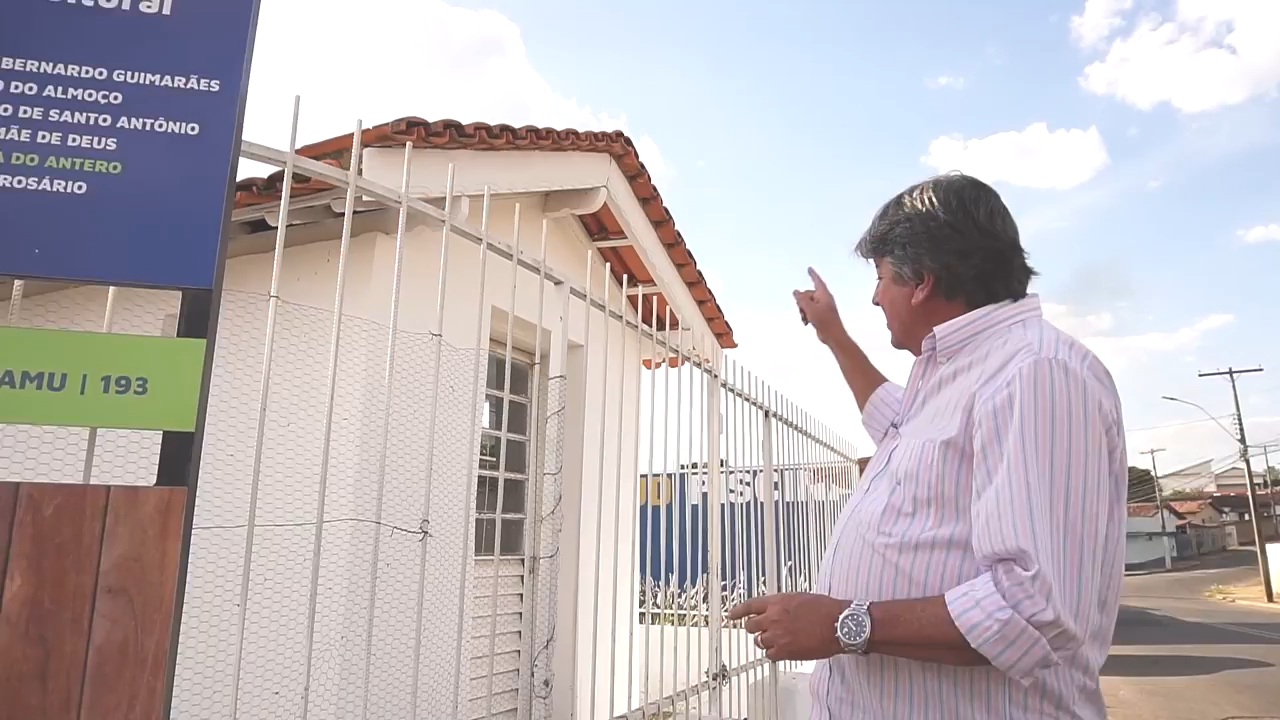 BERNARDO GUIMARÃES
DO ALMOÇO
DE SANTO ANTÔNIO
MÃE DE DEUS
DO ANTERO
ROSÁRIO
AMU | 193